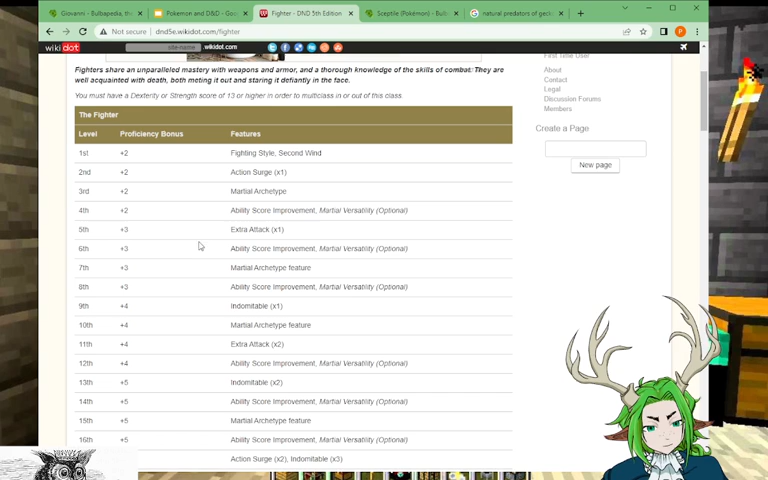 Giovanni - Bulbapedia, the
Pokemon and D&D - Goo
Fighter - DND 5th Edition
Sceptile (Pokémon) - Bulb
natural predators of geck
Not secure
dnd5e.wikidot.com/fighter
P
wikidot
site-name
.wikidot.com
Fighters share an unparalleled mastery with weapons and armor, and a thorough knowledge of the skills of combat. They are
well acquainted with death, both meting it out and staring it defiantly in the face.
You must have a Dexterity or Strength score of 13 or higher in order to multiclass in or out of this class.
The Fighter
Level Proficiency Bonus Features
1st +2 Fighting Style, Second Wind
2nd +2 Action Surge (x1)
3rd +2 Martial Archetype
4th +2 Ability Score Improvement, Martial Versatility (Optional)
5th +3 Extra Attack (x1)
6th +3 Ability Score Improvement, Martial Versatility (Optional)
7th +3 Martial Archetype feature
8th +3 Ability Score Improvement, Martial Versatility (Optional)
9th +4 Indomitable (x1)
10th +4 Martial Archetype feature
11th +4 Extra Attack (x2)
12th +4 Ability Score Improvement, Martial Versatility (Optional)
13th +5 Indomitable (x2)
14th +5 Ability Score Improvement, Martial Versatility (Optional)
15th +5 Martial Archetype feature
16th +5 Ability Score Improvement, Martial Versatility (Optional)
Action Surge (x2), Indomitable (x3)
First Time User
About
Contact
Legal
Discussion Forums
Members
Create a Page
New page